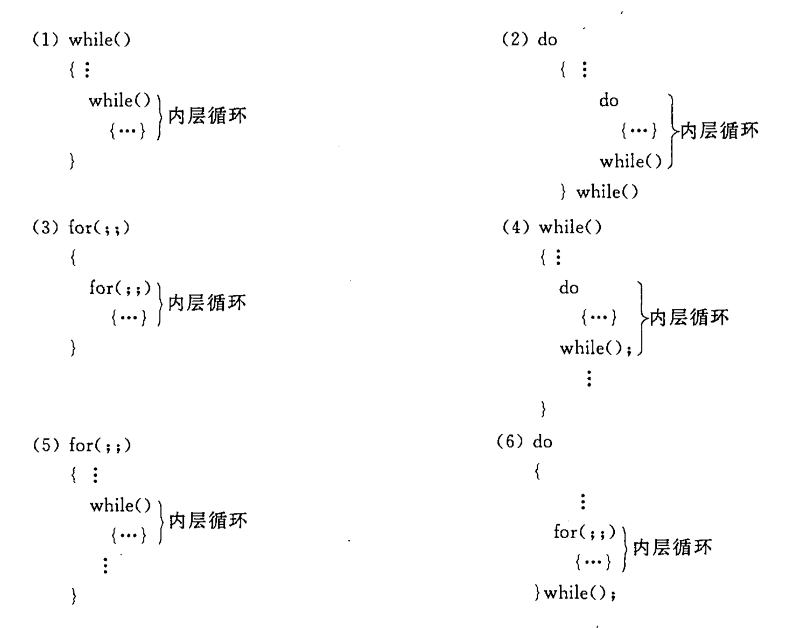 (1) while()
{ ⋮
while()
{…}
内层循环
}
(2) do
{ ⋮
do
{…}
while()
内层循环
} while()
(3) for(;;)
{
for(;;)
{…}
内层循环
}
(4) while()
{ ⋮
do
{…}
while();
内层循环
⋮
}
(5) for(;;)
{ ⋮
while()
{…}
内层循环
⋮
}
(6) do
{
⋮
for(;;)
{…}
内层循环
}while();